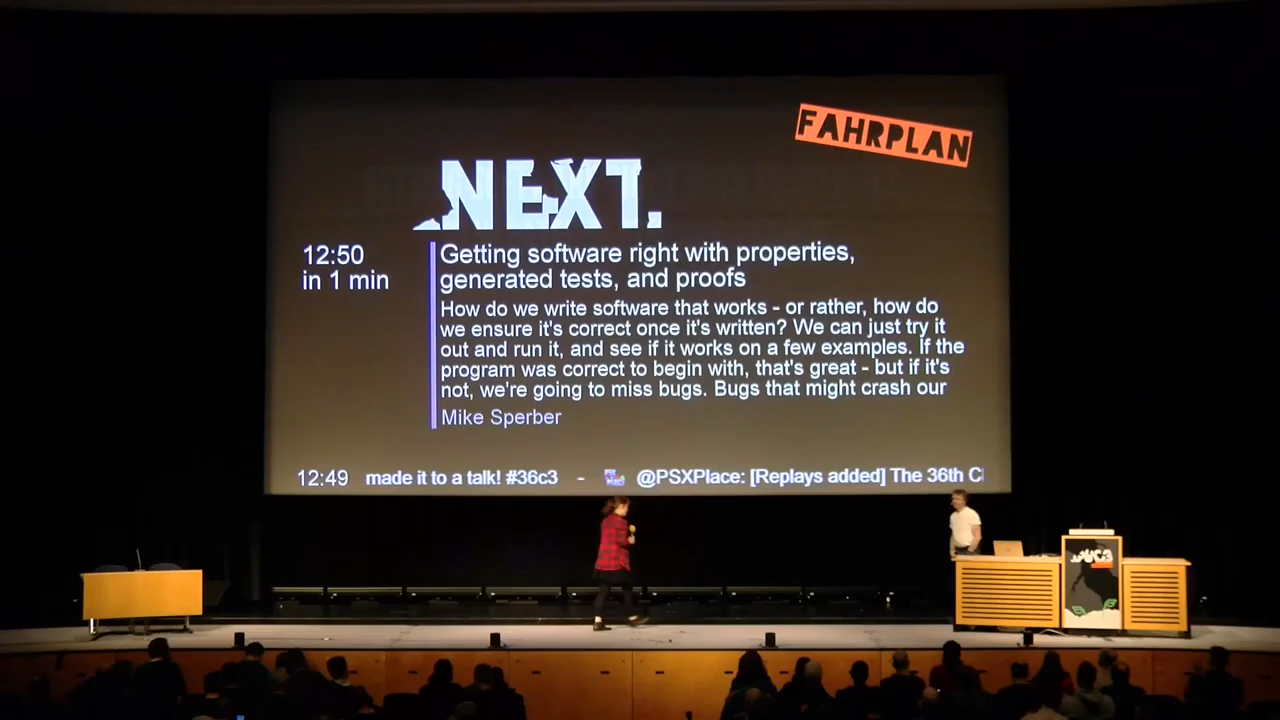 FAHRPLAN
NEXT.
12:50
in 1 min
Getting software right with properties,
generated tests, and proofs
How do we write software that works - or rather, how do
we ensure it's correct once it's written? We can just try it
out and run it, and see if it works on a few examples. If the
program was correct to begin with, that's great - but if it's
not, we're going to miss bugs. Bugs that might crash our
Mike Sperber
12:49 made it to a talk! #36c3 - @PSXPlace: [Replays added] The 36th C